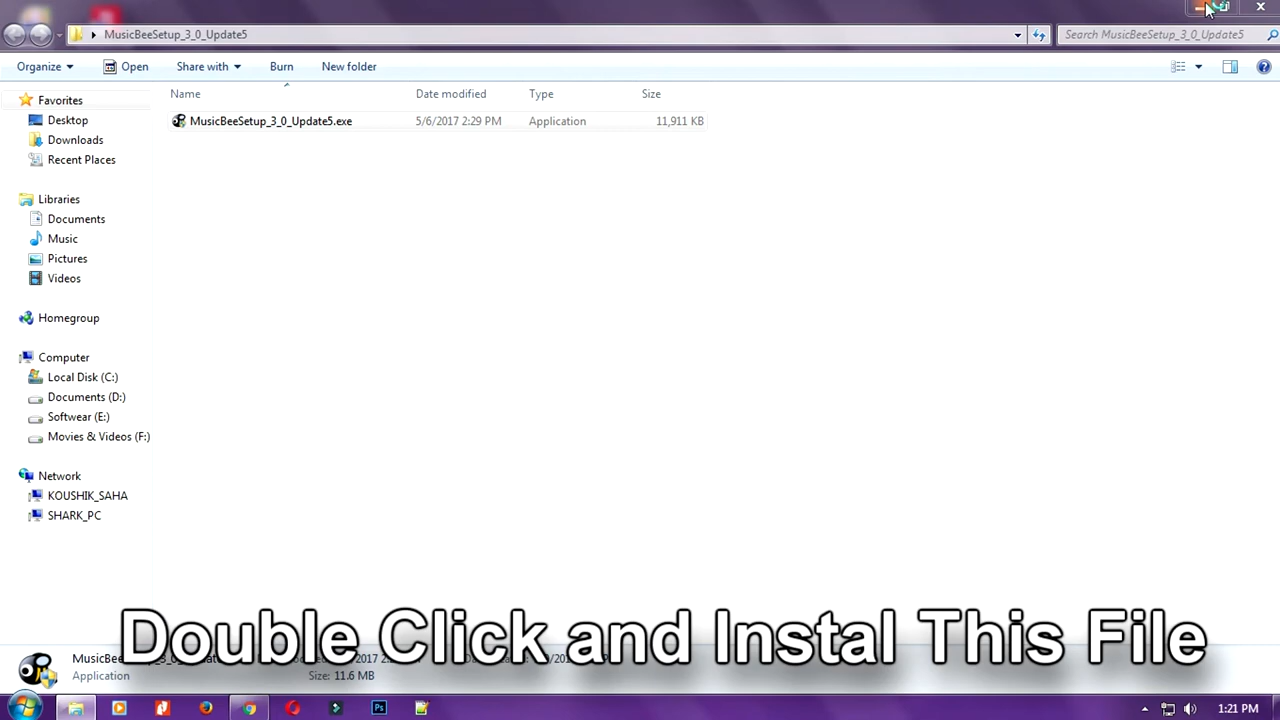 MusicBeeSetup_3_0_Update5
Search MusicBeeSetup_3_0_Update5
Organize Open Share with Burn New folder
Name Date modified Type Size
MusicBeeSetup_3_0_Update5.exe 5/6/2017 2:29 PM Application 11,911 KB
Favorites
Desktop
Downloads
Recent Places
Libraries
Documents
Music
Pictures
Videos
Homegroup
Computer
Local Disk (C:)
Documents (D:)
Softwear (E:)
Movies & Videos (F:)
Network
KOUSHIK_SAHA
SHARK_PC
Double Click and Instal This File
Application Size: 11.6 MB
Ps
1:21 PM